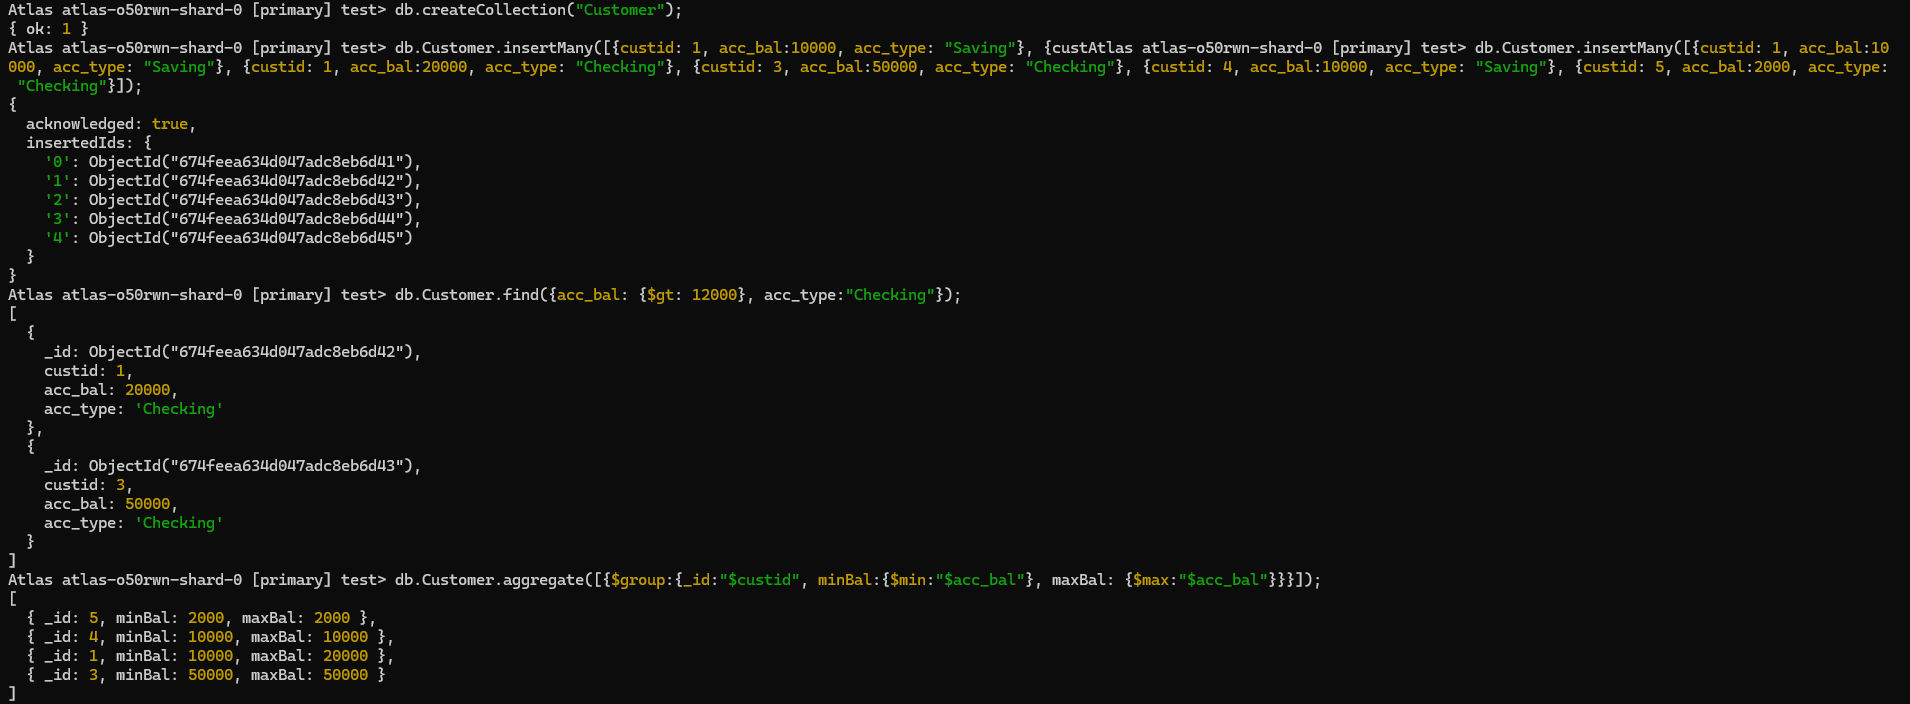 Atlas atlas-o50rwn-shard-0 [primary] test> db.createCollection("Customer");
{ ok: 1 }
Atlas atlas-o50rwn-shard-0 [primary] test> db.Customer.insertMany([{custid: 1, acc_bal:10000, acc_type: "Saving"}, {custAtlas atlas-o50rwn-shard-0 [primary] test> db.Customer.insertMany([{custid: 1, acc_bal:10
000, acc_type: "Saving"}, {custid: 1, acc_bal:20000, acc_type: "Checking"}, {custid: 3, acc_bal:50000, acc_type: "Checking"}, {custid: 4, acc_bal:10000, acc_type: "Saving"}, {custid: 5, acc_bal:2000, acc_type:
 "Checking"}]);
{
  acknowledged: true,
  insertedIds: {
    '0': ObjectId("674feea634d047adc8eb6d41"),
    '1': ObjectId("674feea634d047adc8eb6d42"),
    '2': ObjectId("674feea634d047adc8eb6d43"),
    '3': ObjectId("674feea634d047adc8eb6d44"),
    '4': ObjectId("674feea634d047adc8eb6d45")
  }
}
Atlas atlas-o50rwn-shard-0 [primary] test> db.Customer.find({acc_bal: {$gt: 12000}, acc_type:"Checking"});
[
  {
    _id: ObjectId("674feea634d047adc8eb6d42"),
    custid: 1,
    acc_bal: 20000,
    acc_type: 'Checking'
  },
  {
    _id: ObjectId("674feea634d047adc8eb6d43"),
    custid: 3,
    acc_bal: 50000,
    acc_type: 'Checking'
  }
]
Atlas atlas-o50rwn-shard-0 [primary] test> db.Customer.aggregate([{$group:{_id:"$custid", minBal:{$min:"$acc_bal"}, maxBal: {$max:"$acc_bal"}}}]);
[
  { _id: 5, minBal: 2000, maxBal: 2000 },
  { _id: 4, minBal: 10000, maxBal: 10000 },
  { _id: 1, minBal: 10000, maxBal: 20000 },
  { _id: 3, minBal: 50000, maxBal: 50000 }
]